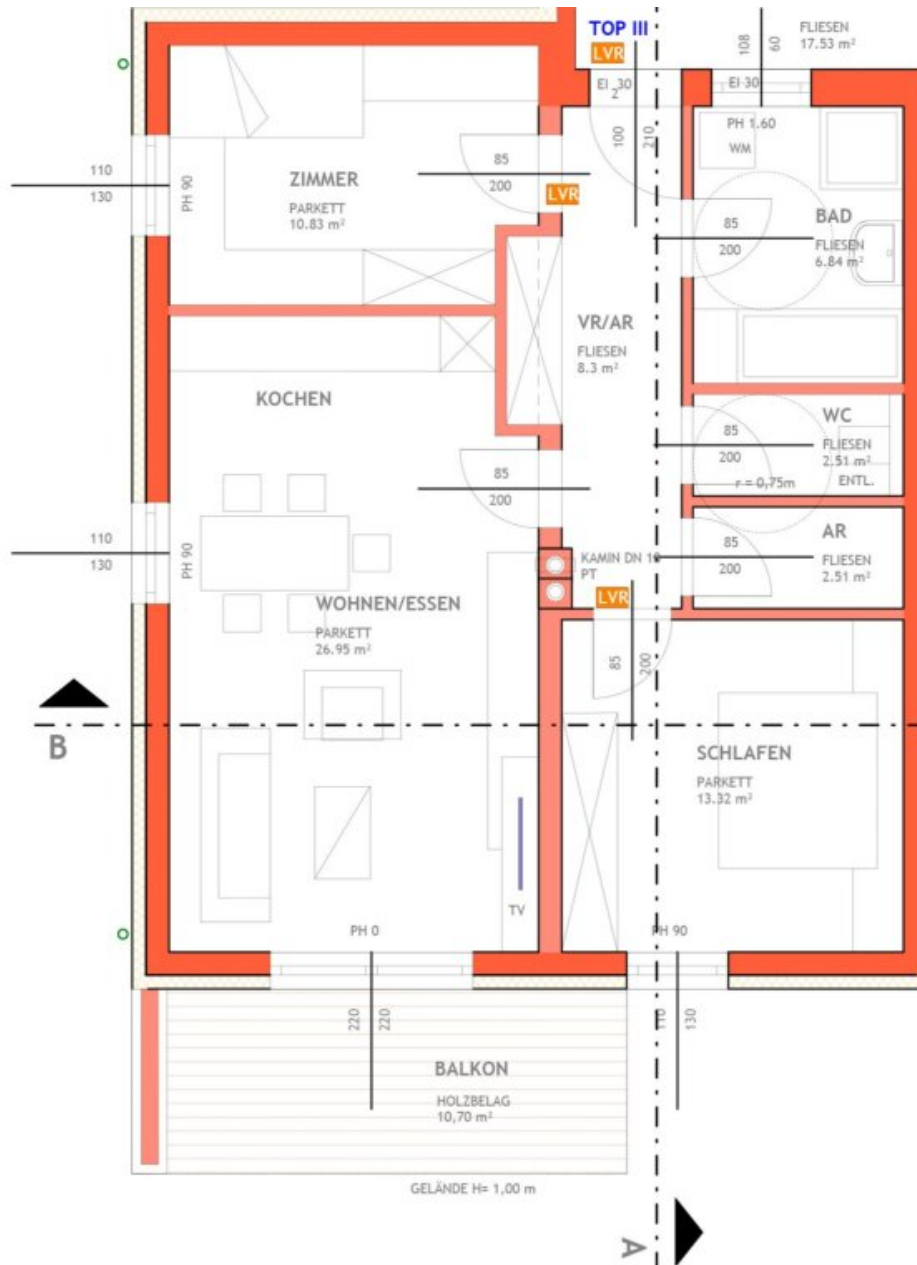 TOP III
LVR
EI 30
2
100
210
108
60
EI 30
FLIESEN
17.53 m²
PH 1.60
WM
110
130
PH 90
ZIMMER
PARKETT
10.83 m²
85
200
LVR
85
200
BAD
FLIESEN
6.84 m²
VR/AR
FLIESEN
8.3 m²
KOCHEN
85
200
WC
FLIESEN
2.51 m²
r = 0,75m
ENTL.
85
200
110
130
PH 90
KAMIN DN 18
PT
LVR
85
200
AR
FLIESEN
2.51 m²
WOHNEN/ESSEN
PARKETT
26.95 m²
85
200
B
SCHLAFEN
PARKETT
13.32 m²
TV
PH 0
PH 90
220
220
110
130
BALKON
HOLZBELAG
10,70 m²
GELÄNDE H= 1,00 m
A